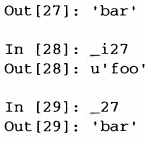 Out[27]: 'bar'
In [28]: _i27
Out[28]: u'foo'
In [29]: _27
Out[29]: 'bar'